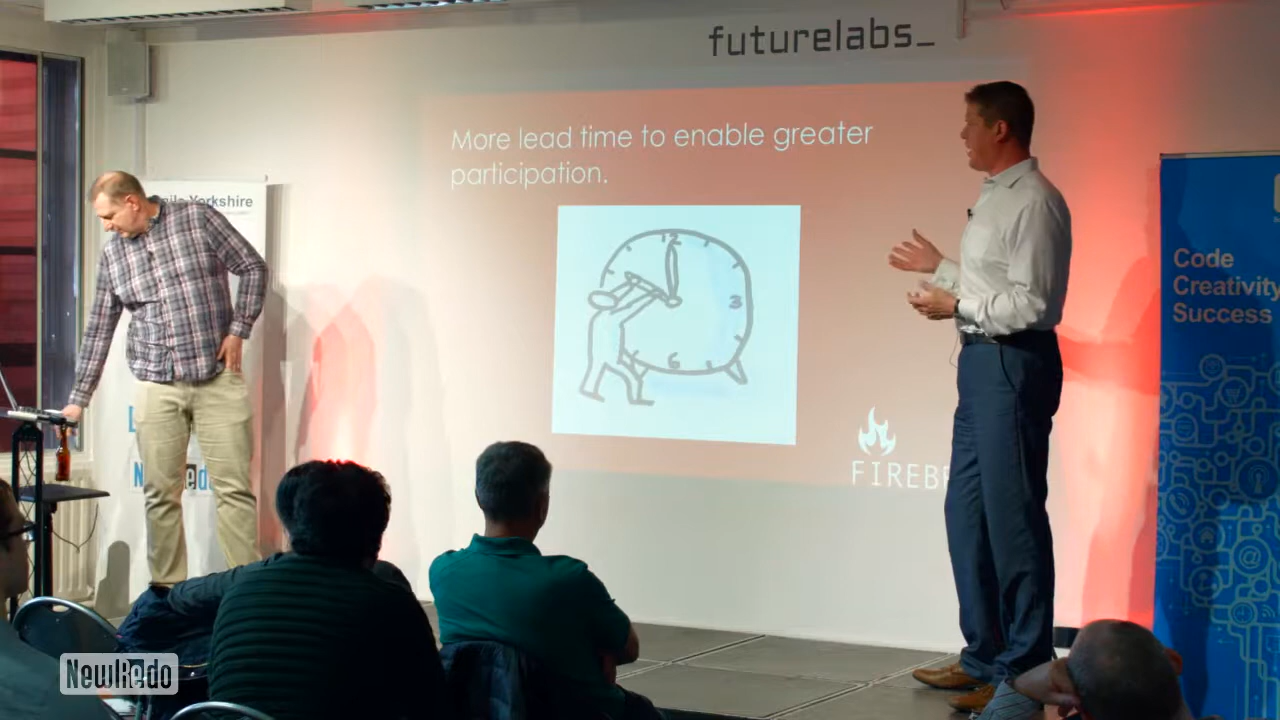 futurelabs_
More lead time to enable greater
participation.
12
3
6
Yorkshire
Code
Creativity
Success
NewRedo